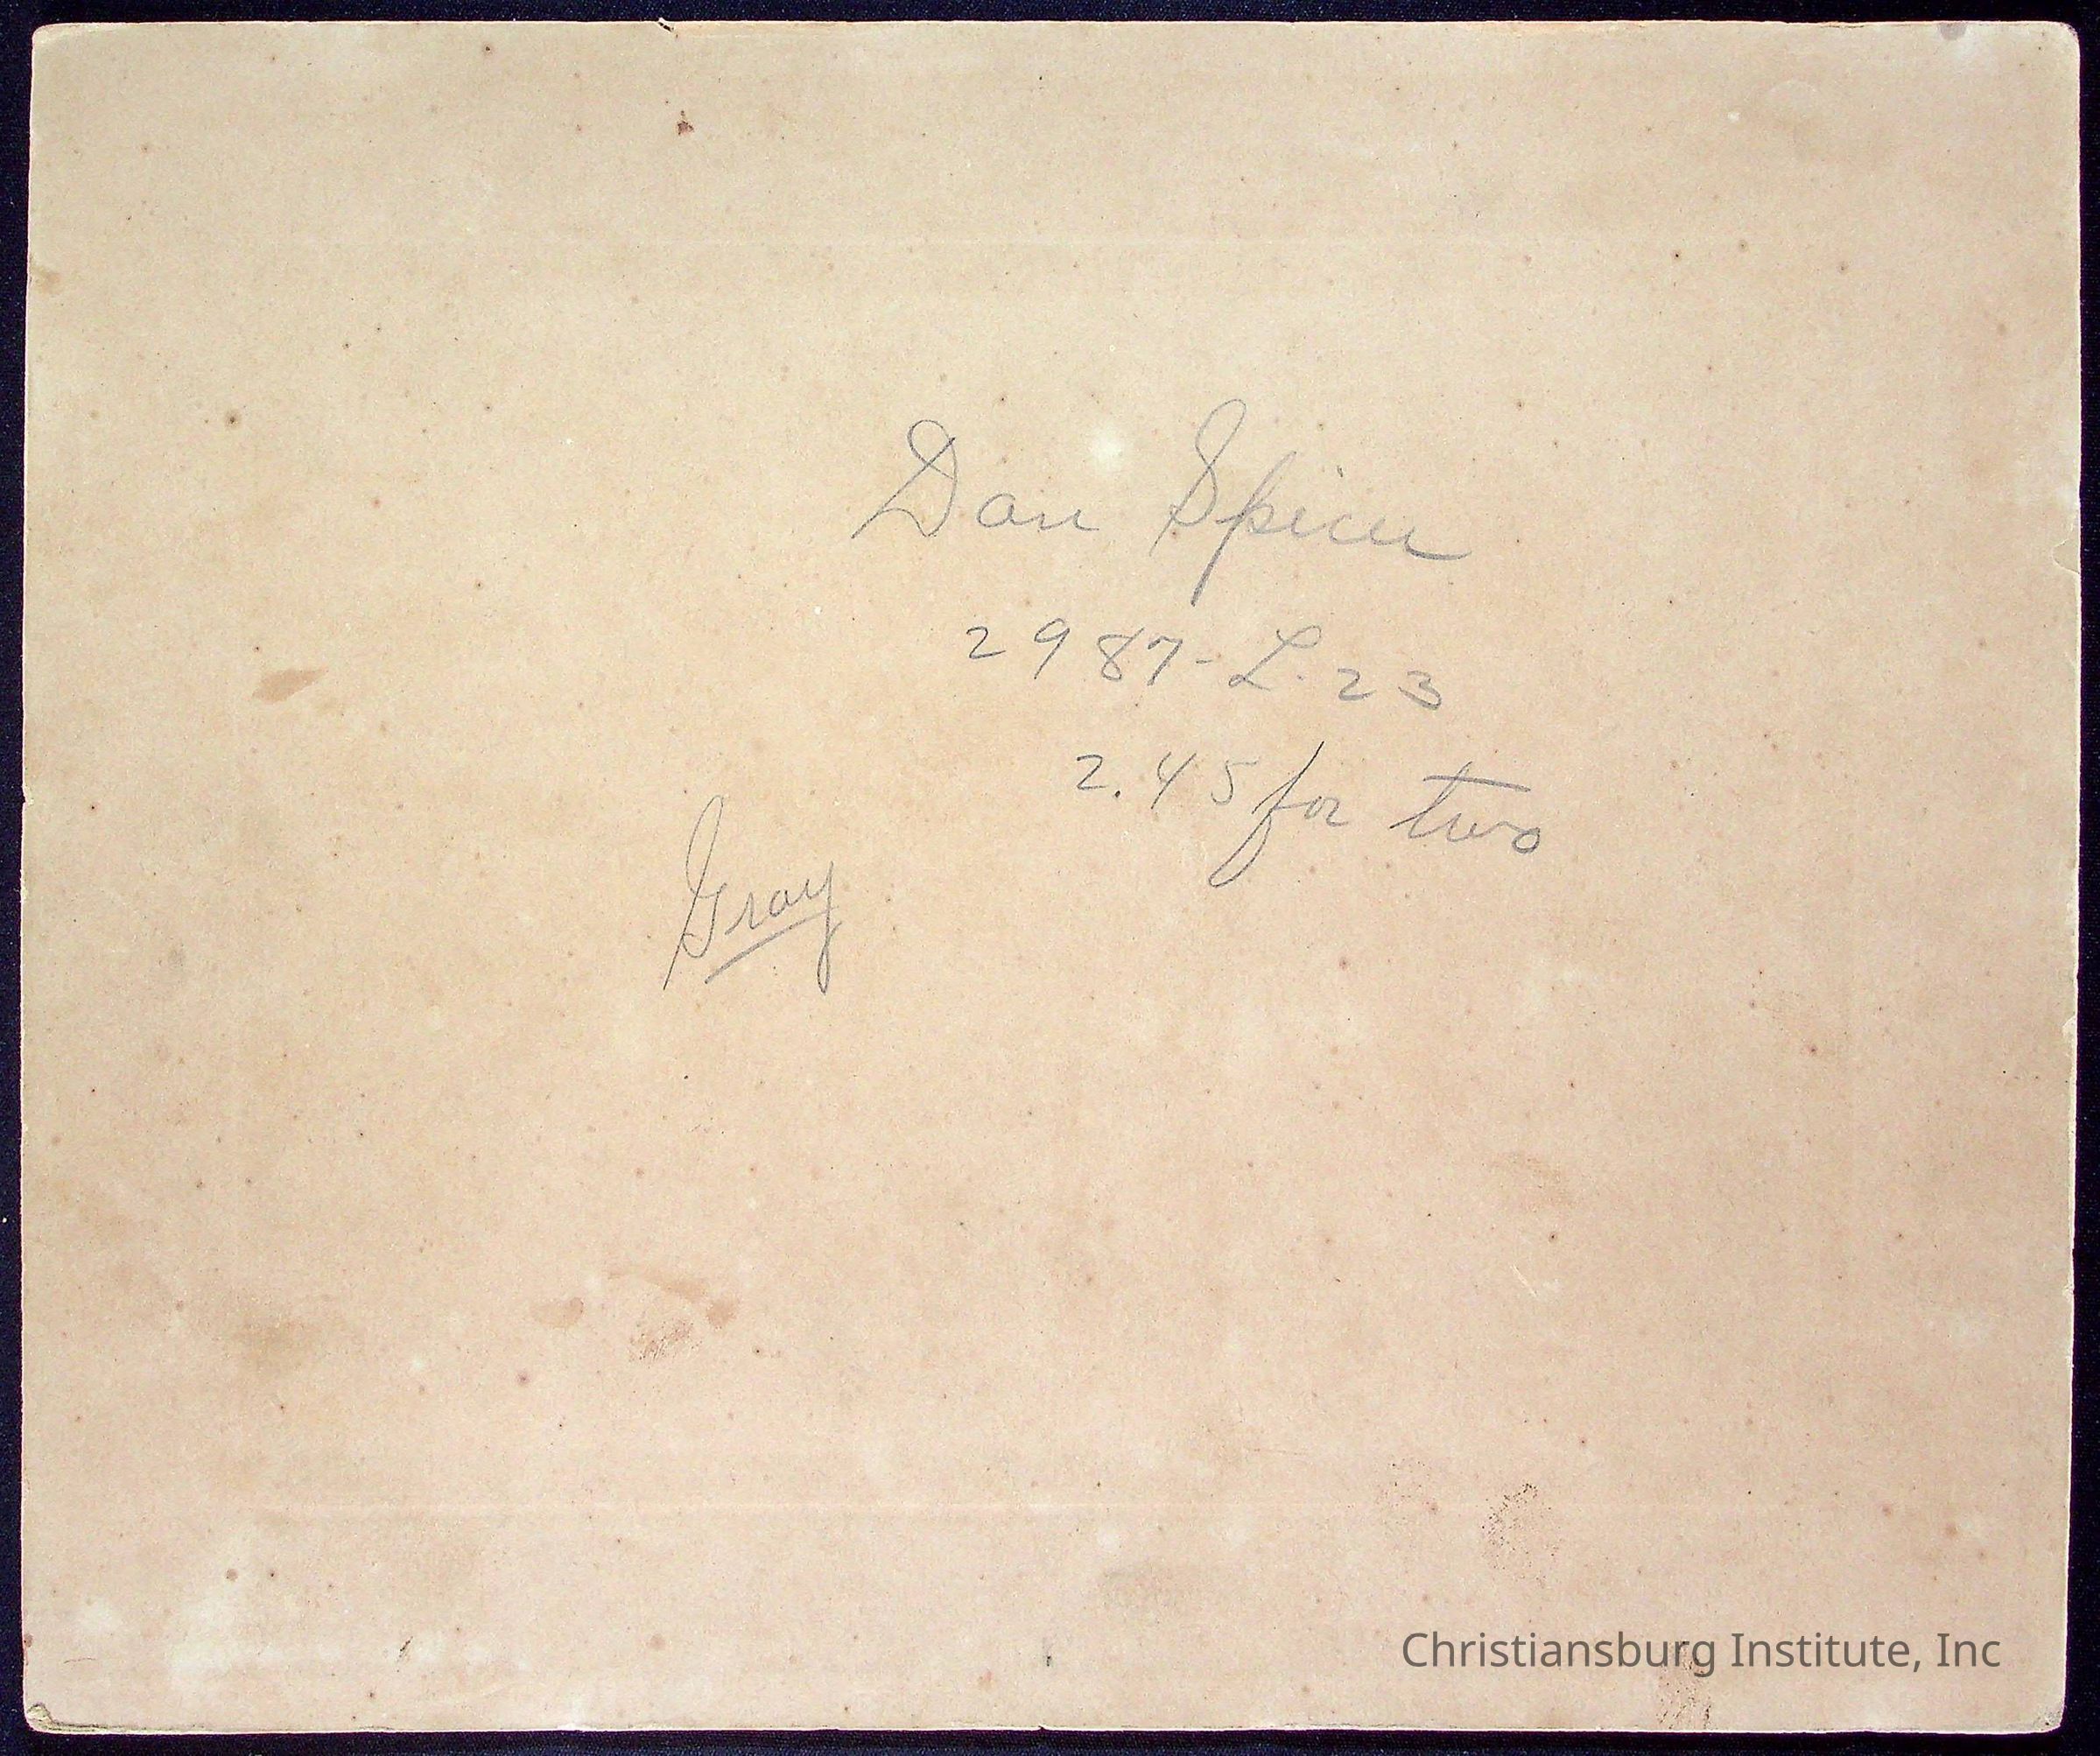 Dan Spicer
2987-L.23
2.45 for two
Gray
Christiansburg Institute, Inc